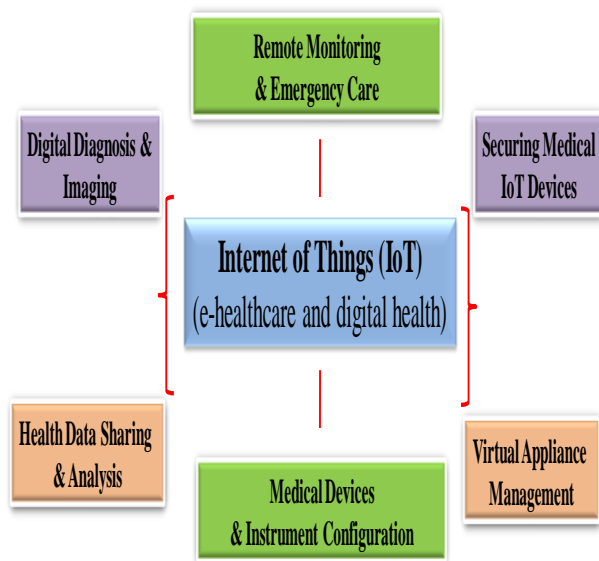 Remote Monitoring
& Emergency Care
Digital Diagnosis &
Imaging
Securing Medical
IoT Devices
Internet of Things (IoT)
(e-healthcare and digital health)
Health Data Sharing
& Analysis
Virtual Appliance
Management
Medical Devices
& Instrument Configuration